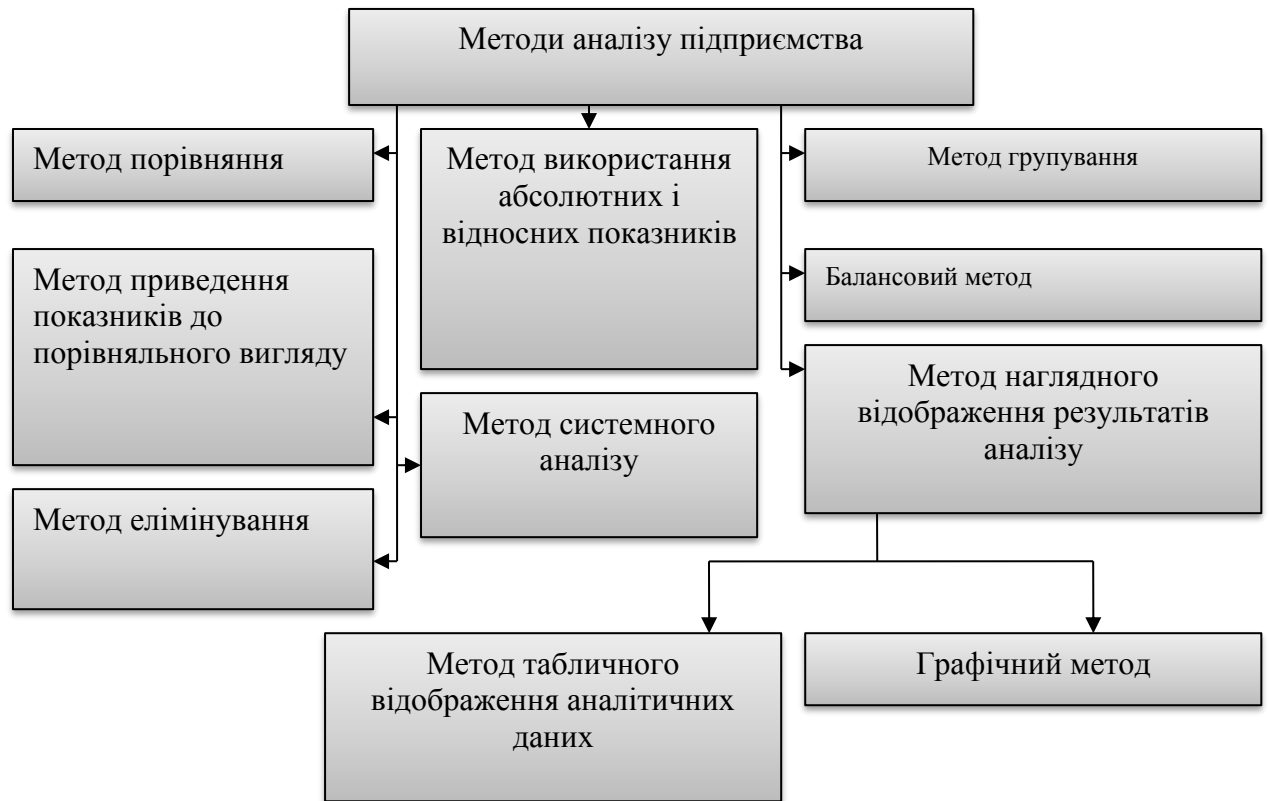 Методи аналізу підприємства
Метод порівняння
Метод використання
абсолютних і
відносних показників
Метод групування
Метод приведення
показників до
порівняльного вигляду
Балансовий метод
Метод наглядного
відображення результатів
аналізу
Метод системного
аналізу
Метод елімінування
Метод табличного
відображення аналітичних
даних
Графічний метод